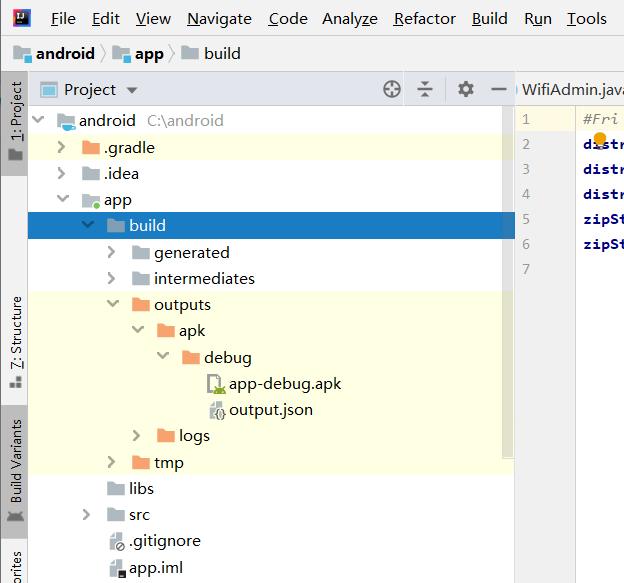 File Edit View Navigate Code Analyze Refactor Build Run Tools
android app build
1: Project
Project
WifiAdmin.java
android C:\android
.gradle
.idea
app
build
generated
intermediates
outputs
apk
debug
app-debug.apk
output.json
logs
tmp
libs
src
.gitignore
app.iml
1 #Fri
2 distr
3 distr
4 distr
5 zipSt
6 zipSt
7
Z: Structure
Build Variants
orites